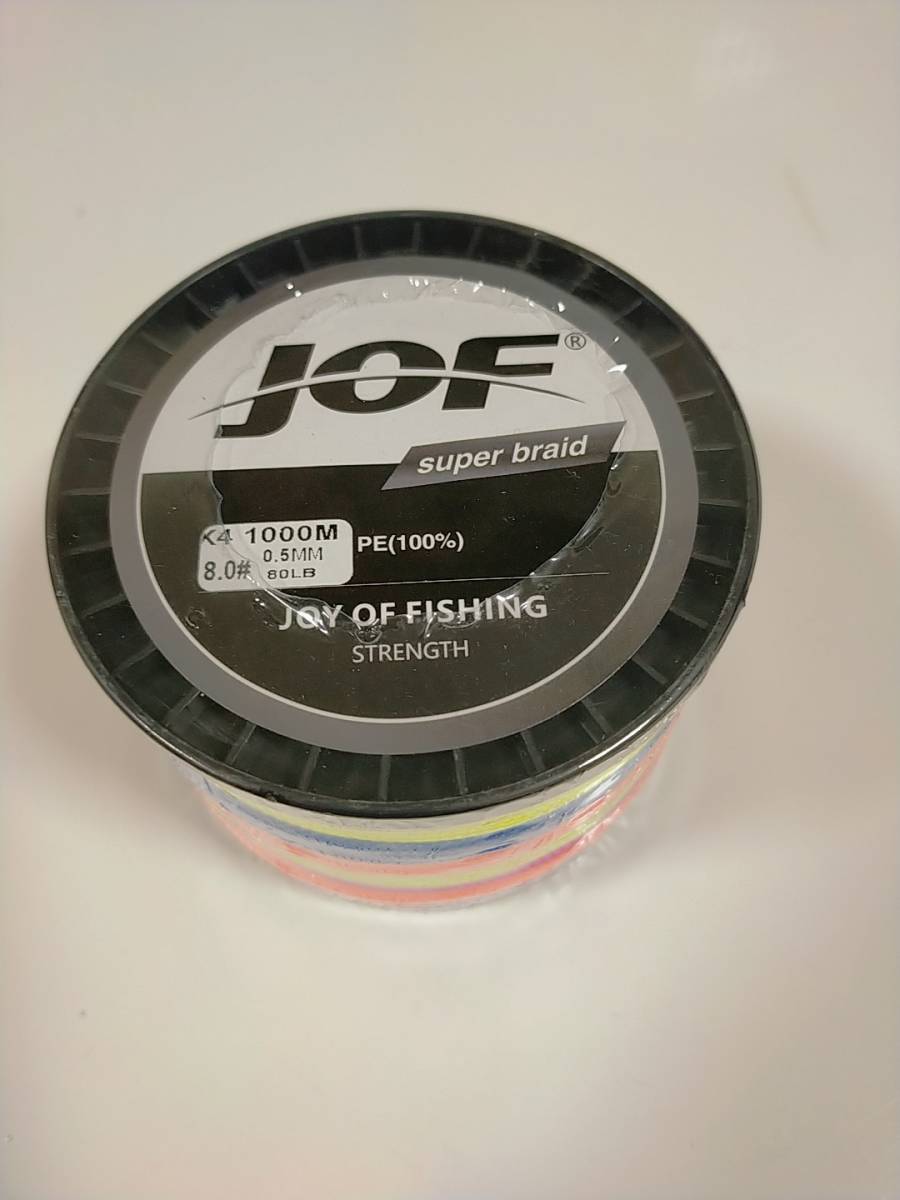 JOF®
super braid
X4 1000M
0.5MM
8.0# 80LB
PE(100%)
JOY OF FISHING
STRENGTH